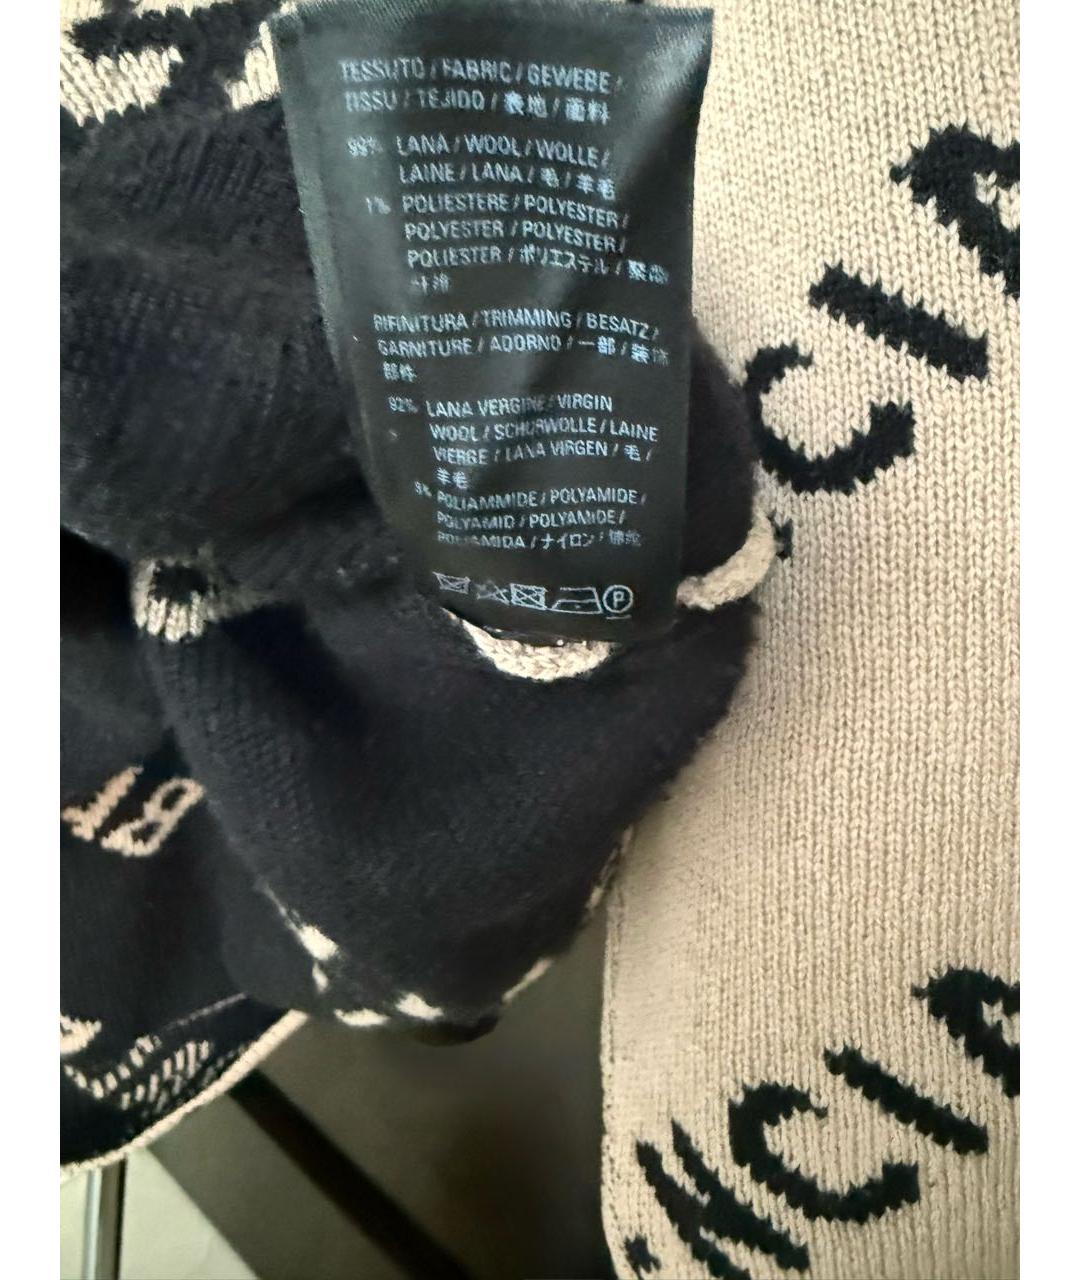 TESSUTO / FABRIC / GEWEBE /
TISSU / TEJIDO / 表地 / 面料
99% LANA / WOOL / WOLLE /
LAINE / LANA / 毛 / 羊毛
1% POLIESTERE / POLYESTER /
POLYESTER / POLYESTER /
POLIESTER / ポリエステル / 聚酯
纤维
RIFINITURA / TRIMMING / BESATZ /
GARNITURE / ADORNO / 一部 / 装饰
部件
92% LANA VERGINE / VIRGIN
WOOL / SCHURWOLLE / LAINE
VIERGE / LANA VIRGEN / 毛 /
羊毛
POLIAMMIDE / POLYAMIDE /
POLYAMID / POLYAMIDE /
POLIAMIDA / ナイロン / 锦纶
P
CIA
NCIA